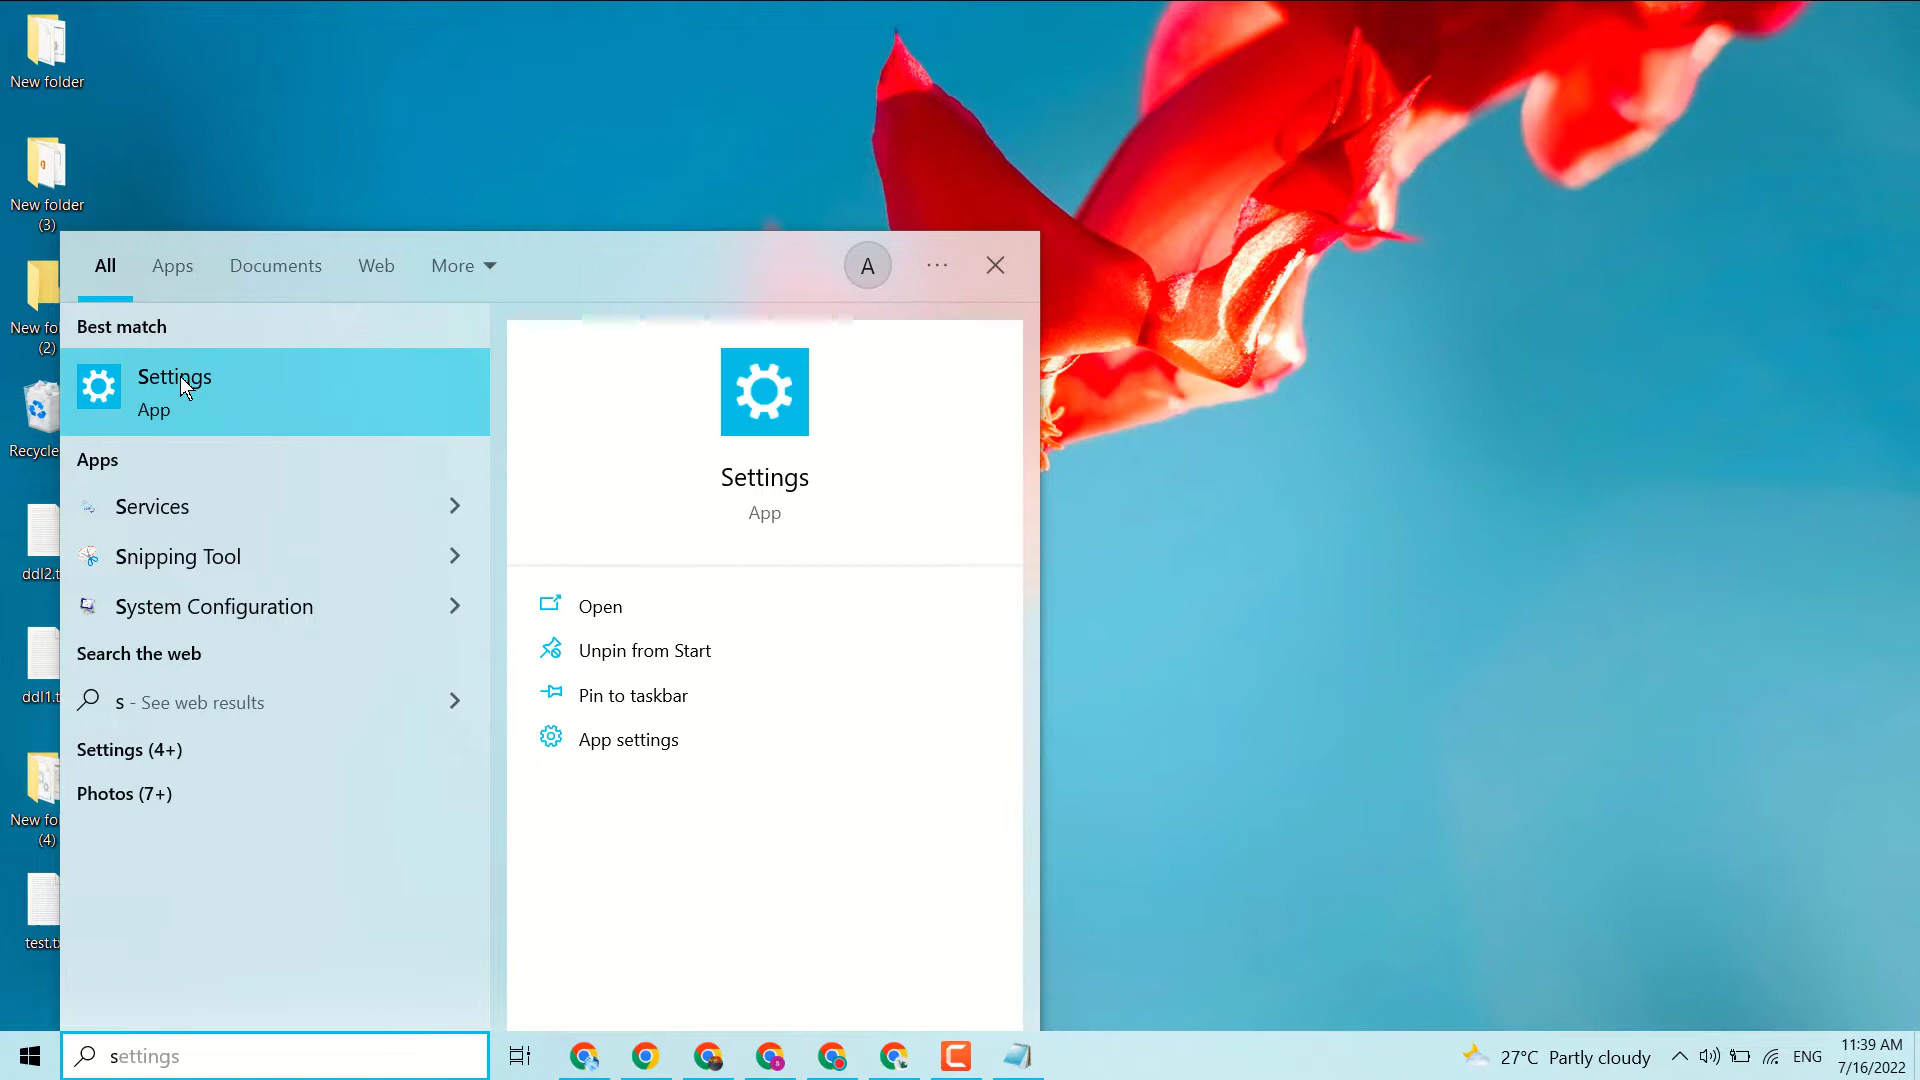 New folder
New folder
(3)
New fo
(2)
Recycle
ddl2.t
ddl1.t
New fo
(4)
test.t
All
Apps
Documents
Web
More
A
Best match
Settings
App
Apps
Services
Snipping Tool
System Configuration
Search the web
s - See web results
Settings (4+)
Photos (7+)
Settings
App
Open
Unpin from Start
Pin to taskbar
App settings
settings
27°C Partly cloudy
ENG
11:39 AM
7/16/2022